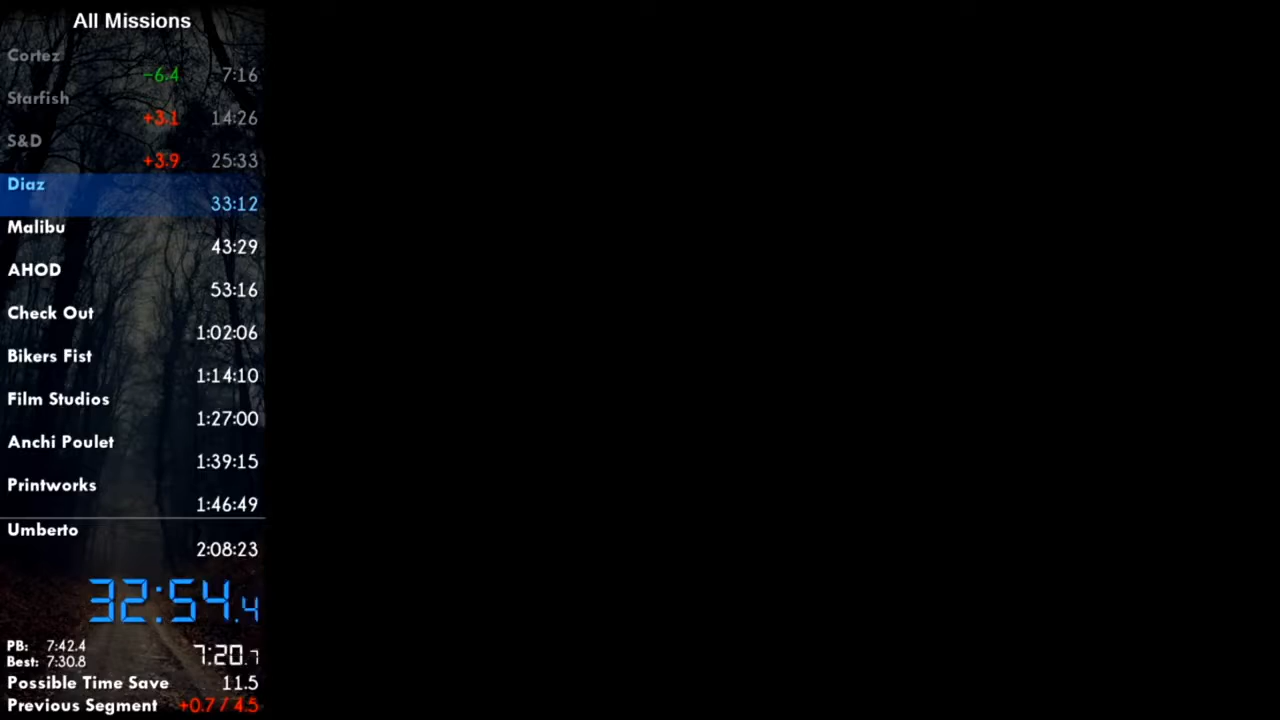 All Missions
Cortez
-6.4 7:16
Starfish
+3.1 14:26
S&D
+3.9 25:33
Diaz
33:12
Malibu
43:29
AHOD
53:16
Check Out
1:02:06
Bikers Fist
1:14:10
Film Studios
1:27:00
Anchi Poulet
1:39:15
Printworks
1:46:49
Umberto
2:08:23
32:54.4
PB: 7:42.4
Best: 7:30.8 7:20.7
Possible Time Save 11.5
Previous Segment +0.7 / 4.5